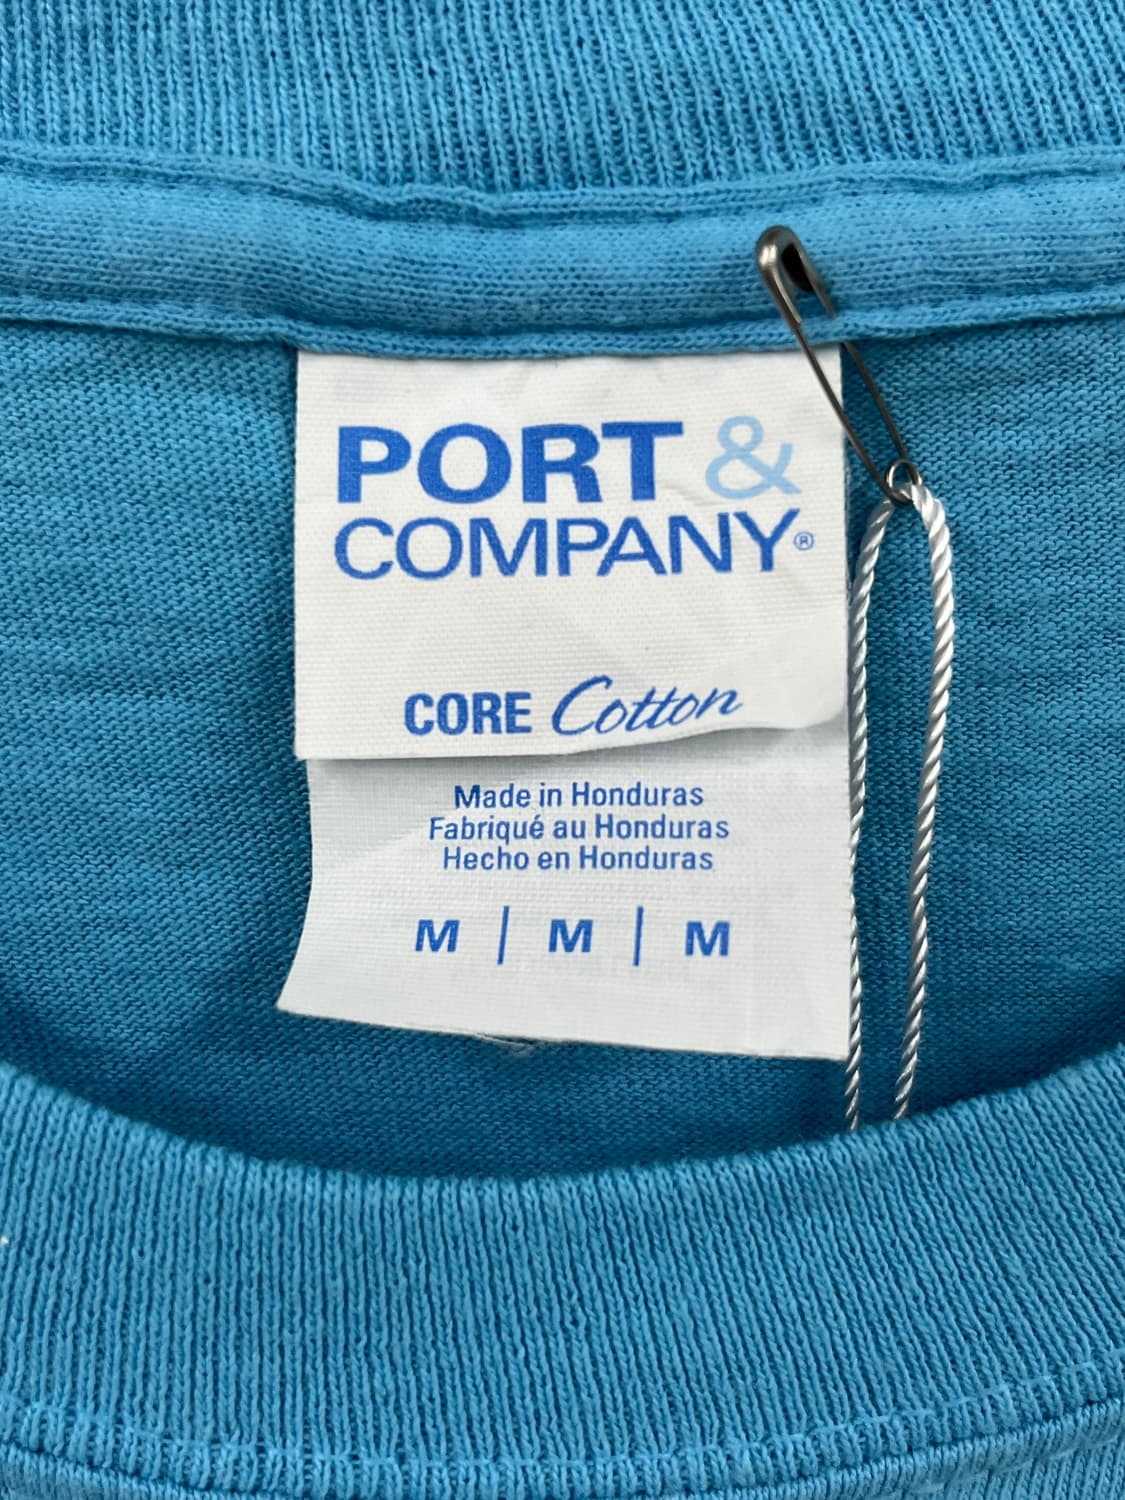 PORT &
COMPANY®
CORE Cotton
Made in Honduras
Fabriqué au Honduras
Hecho en Honduras
M | M | M